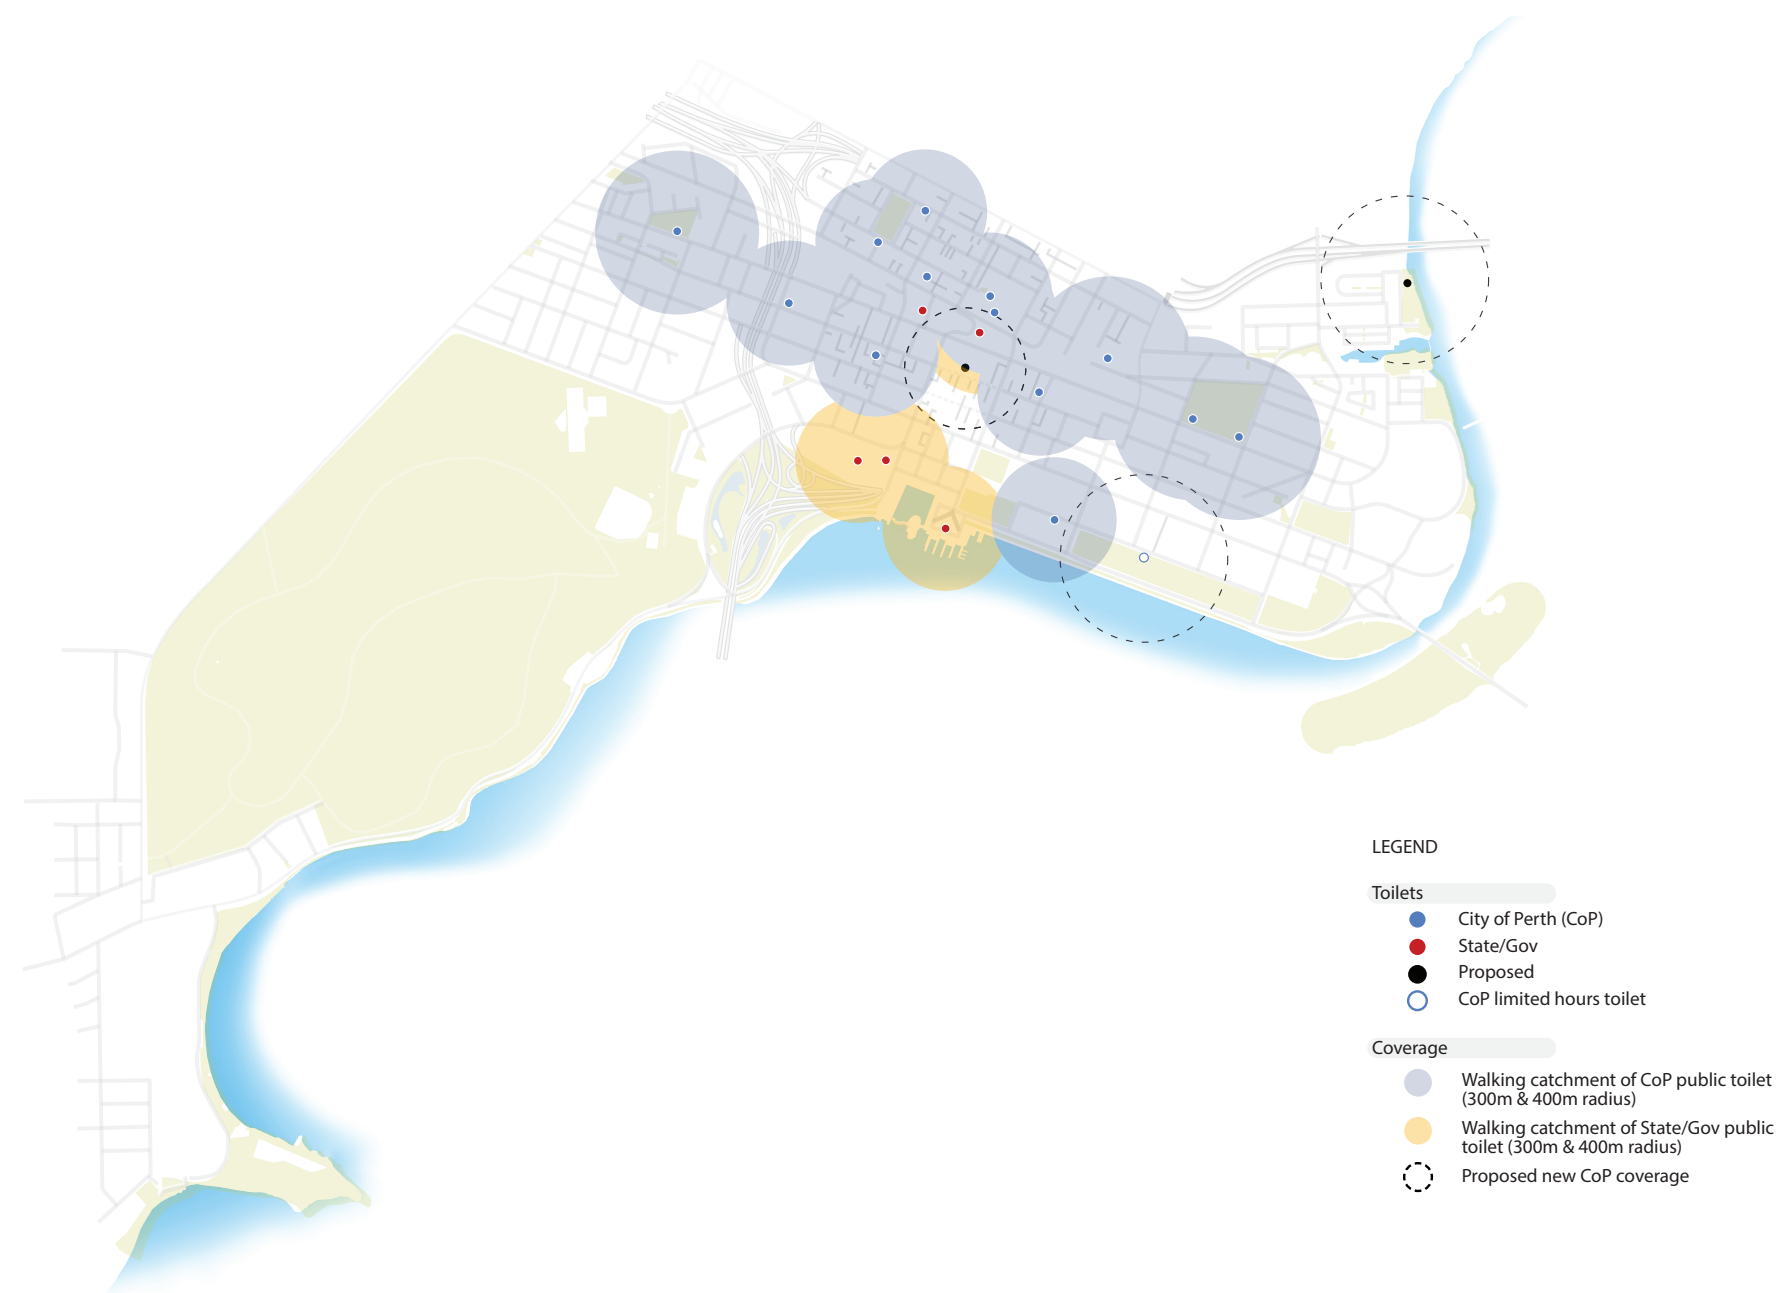 LEGEND
Toilets
City of Perth (CoP)
State/Gov
Proposed
CoP limited hours toilet
Coverage
Walking catchment of CoP public toilet
(300m & 400m radius)
Walking catchment of State/Gov public
toilet (300m & 400m radius)
Proposed new CoP coverage